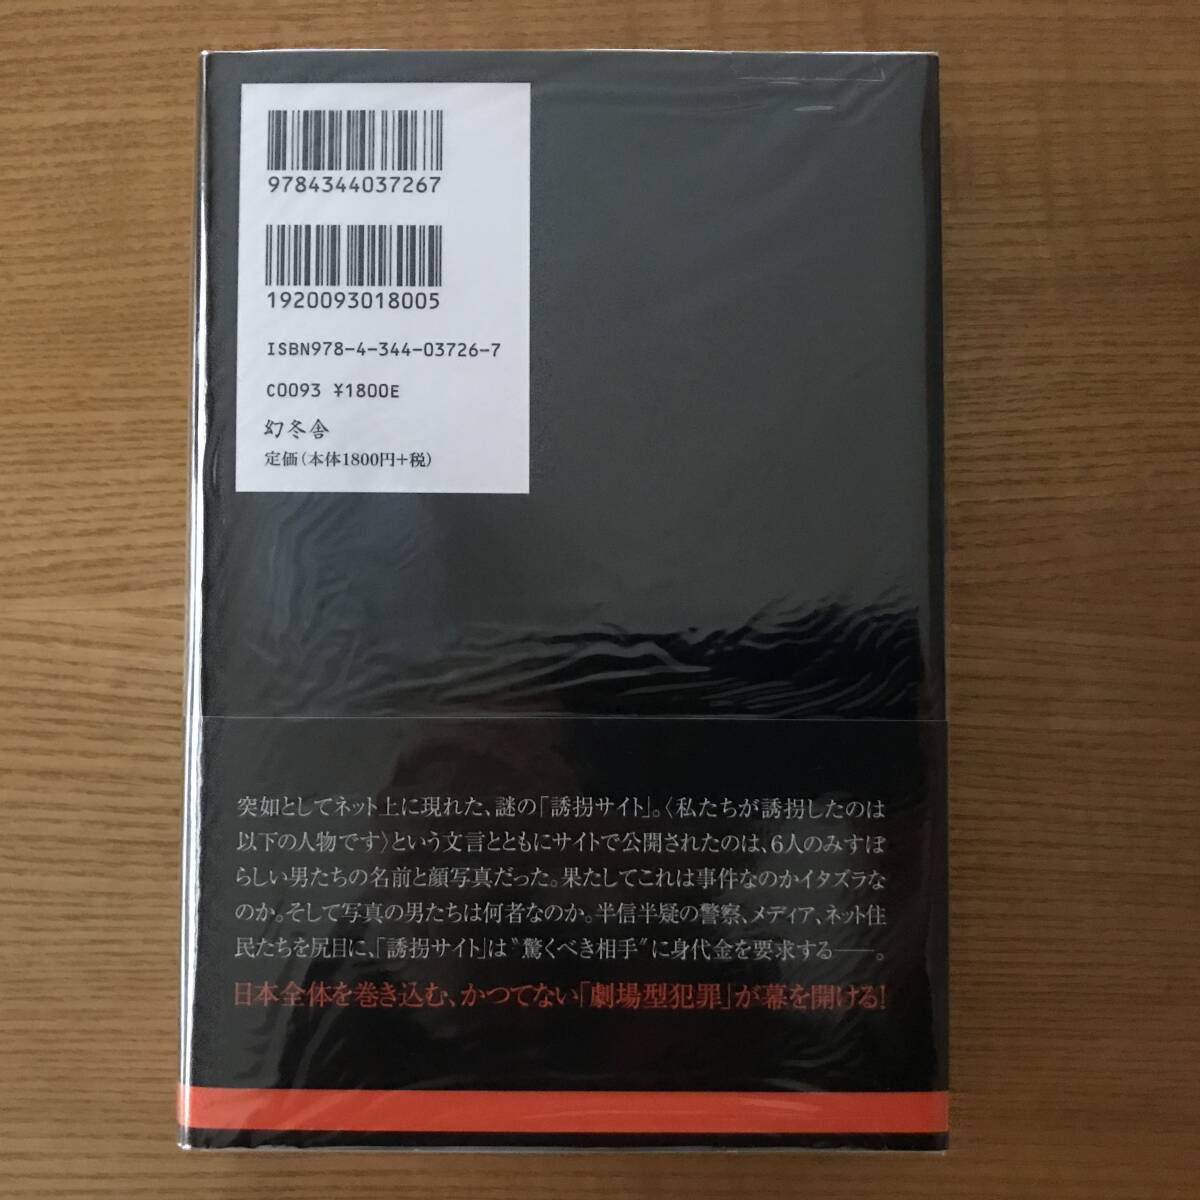 9784344037267
1920093018005
ISBN978-4-344-03726-7
C0093 ¥1800E
幻冬舎
定価(本体1800円+税)
突如としてネット上に現れた、謎の「誘拐サイト」。〈私たちが誘拐したのは
以下の人物です〉という文言とともにサイトで公開されたのは、6人のみすぼ
らしい男たちの名前と顔写真だった。果たしてこれは事件なのかイタズラな
のか。そして写真の男たちは何者なのか。半信半疑の警察、メディア、ネット住
民たちを尻目に、「誘拐サイト」は〝驚くべき相手〟に身代金を要求する――。
日本全体を巻き込む、かつてない「劇場型犯罪」が幕を開ける!